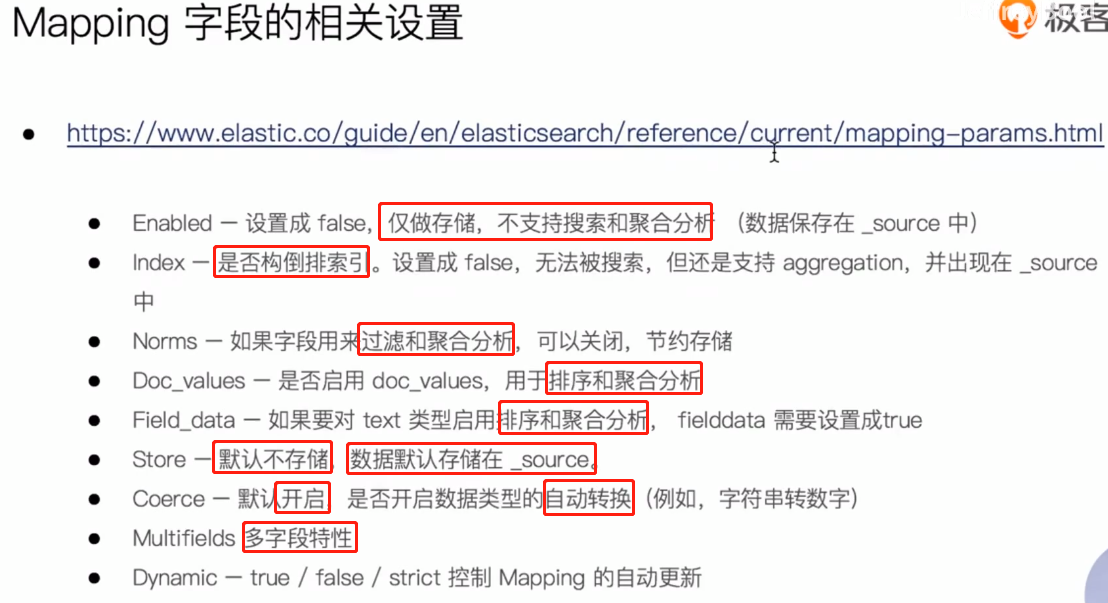 Mapping 字段的相关设置
极客
https://www.elastic.co/guide/en/elasticsearch/reference/current/mapping-params.html
Enabled – 设置成 false, 仅做存储，不支持搜索和聚合分析 （数据保存在 _source 中）
Index – 是否构倒排索引。设置成 false，无法被搜索，但还是支持 aggregation，并出现在 _source
中
Norms – 如果字段用来过滤和聚合分析，可以关闭，节约存储
Doc_values – 是否启用 doc_values，用于排序和聚合分析
Field_data – 如果要对 text 类型启用排序和聚合分析， fielddata 需要设置成true
Store – 默认不存储，数据默认存储在 _source。
Coerce – 默认开启，是否开启数据类型的自动转换（例如，字符串转数字）
Multifields 多字段特性
Dynamic – true / false / strict 控制 Mapping 的自动更新